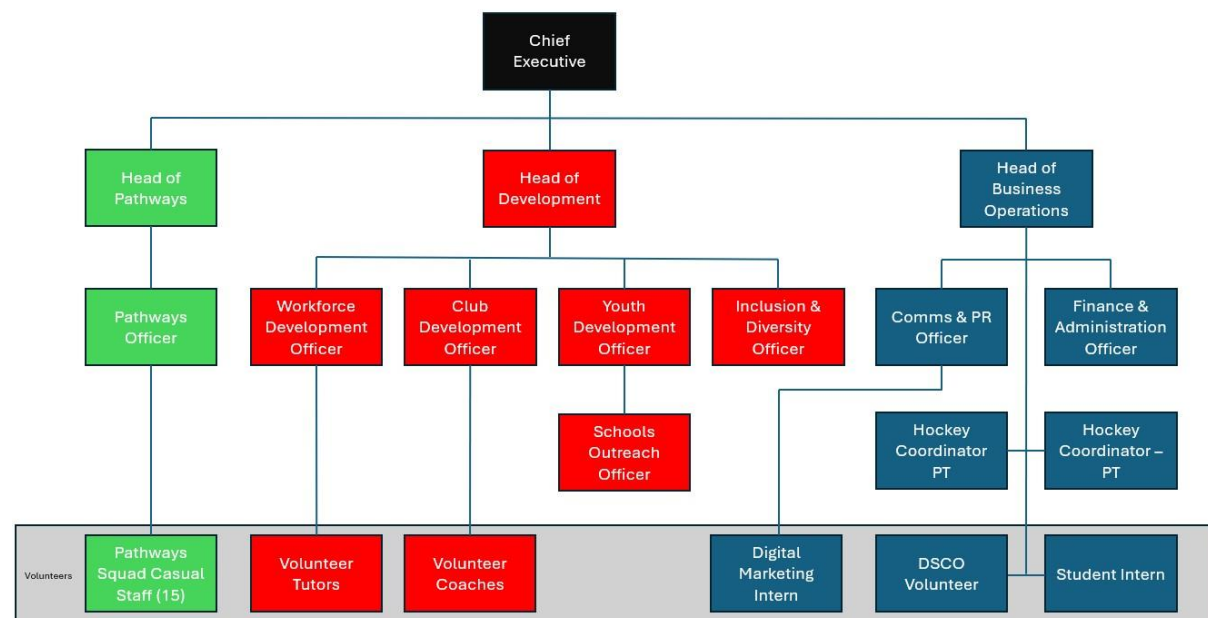 Chief
Executive
Head of
Pathways
Head of
Development
Head of
Business
Operations
Pathways
Officer
Workforce
Development
Officer
Club
Development
Officer
Youth
Development
Officer
Inclusion &
Diversity
Officer
Comms & PR
Officer
Finance &
Administration
Officer
Schools
Outreach
Officer
Hockey
Coordinator
PT
Hockey
Coordinator –
PT
Volunteers
Pathways
Squad Casual
Staff (15)
Volunteer
Tutors
Volunteer
Coaches
Digital
Marketing
Intern
DSCO
Volunteer
Student Intern